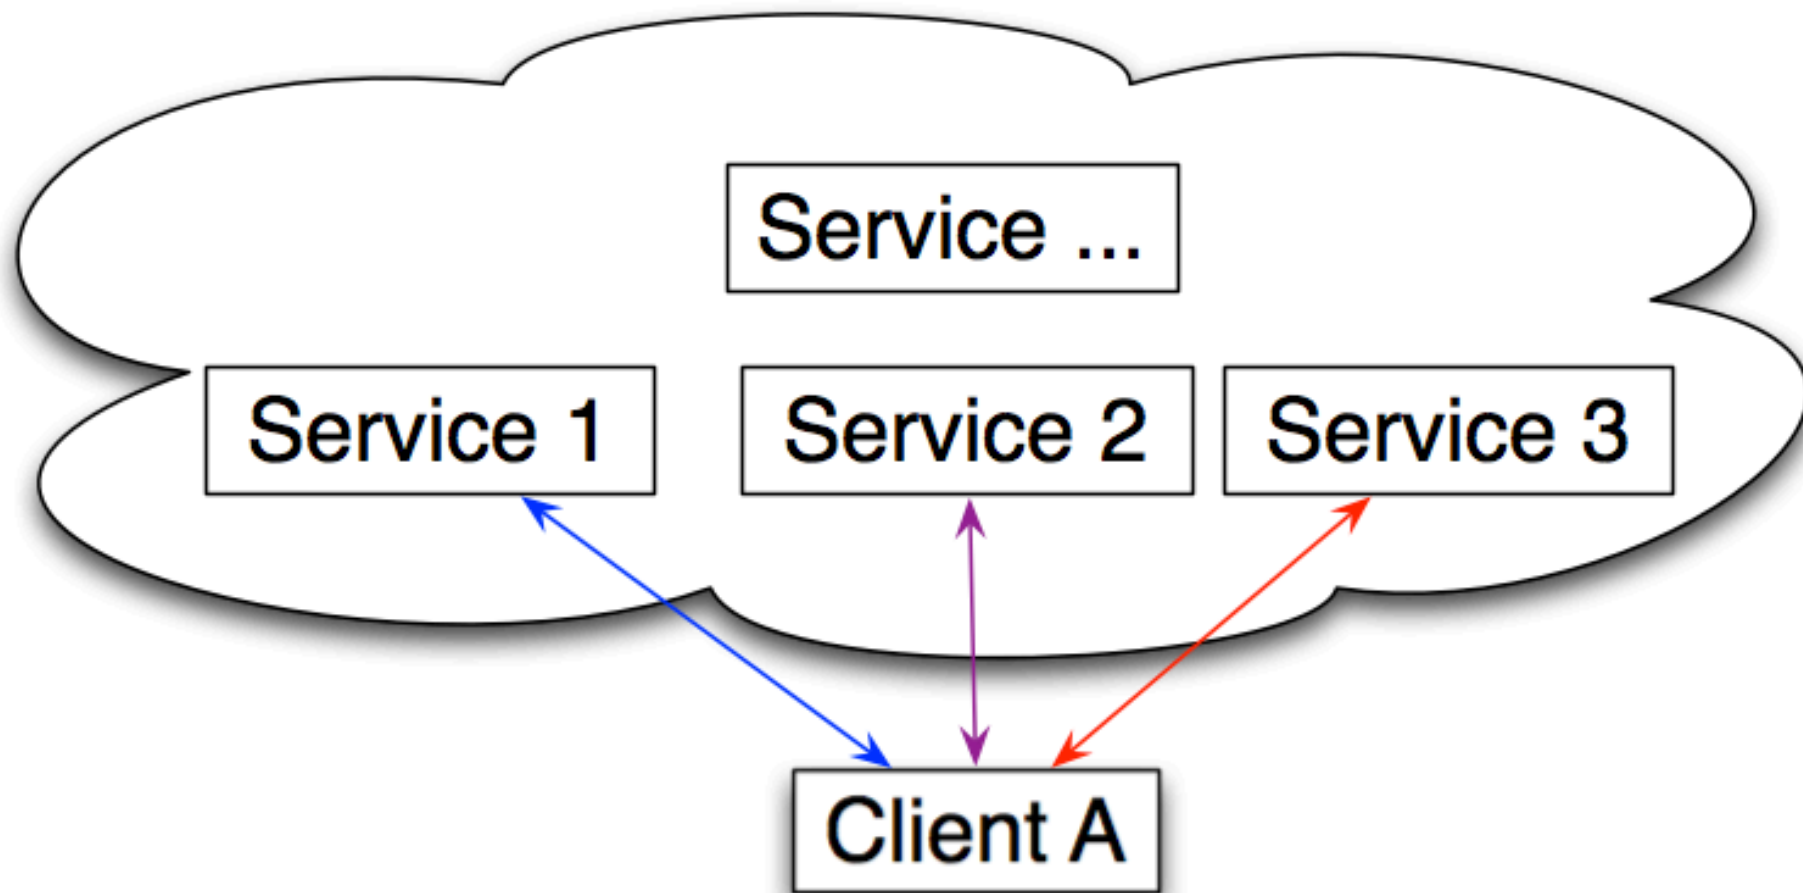 Service ...
Service 1
Service 2
Service 3
Client A